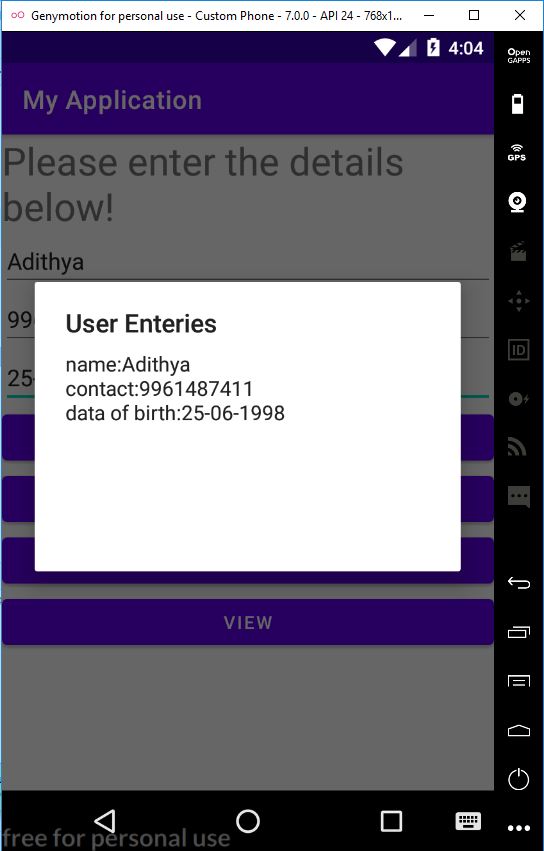 Genymotion for personal use - Custom Phone - 7.0.0 - API 24 - 768x1...
4:04
Open
GAPPS
My Application
GPS
Please enter the details
below!
Adithya
99
ID
25-
User Enteries
name:Adithya
contact:9961487411
data of birth:25-06-1998
VIEW
free for personal use